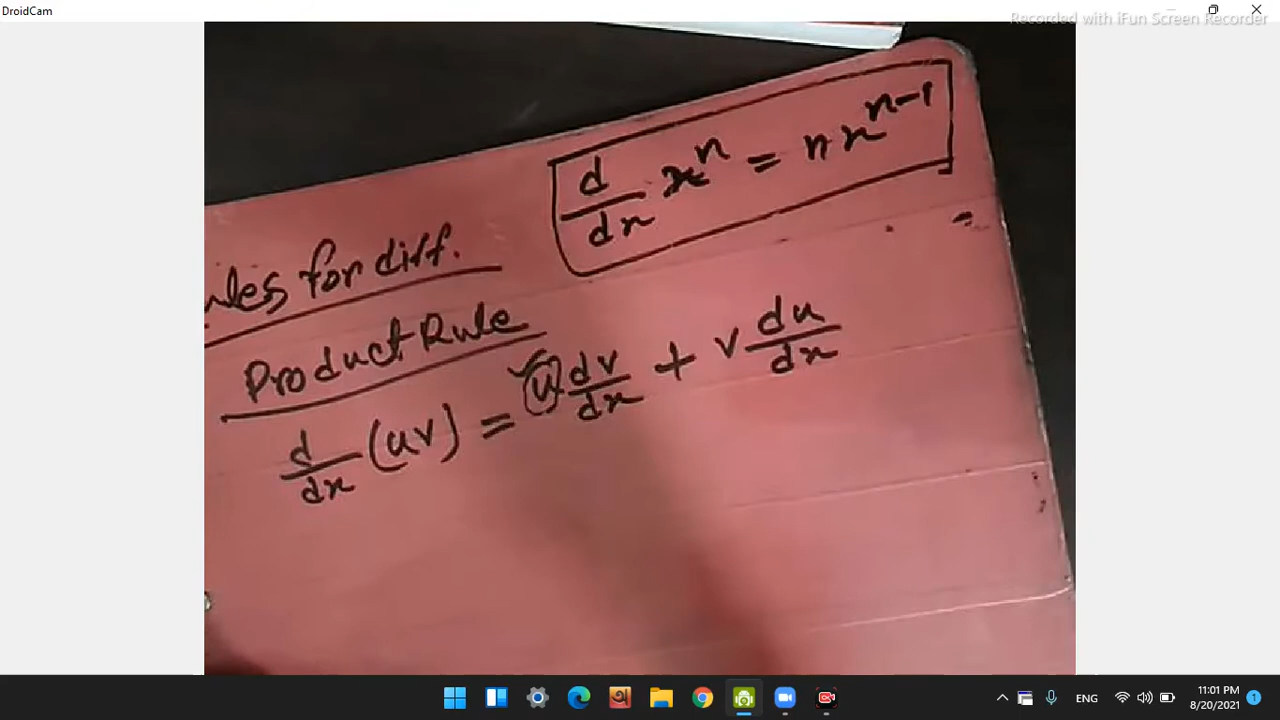 DroidCam
Recorded with iFun Screen Recorder
d/dx x^n = n x^(n-1)
for diff.
Product Rule
d/dx (uv) = u dv/dx + v du/dx
ENG
11:01 PM
8/20/2021
1